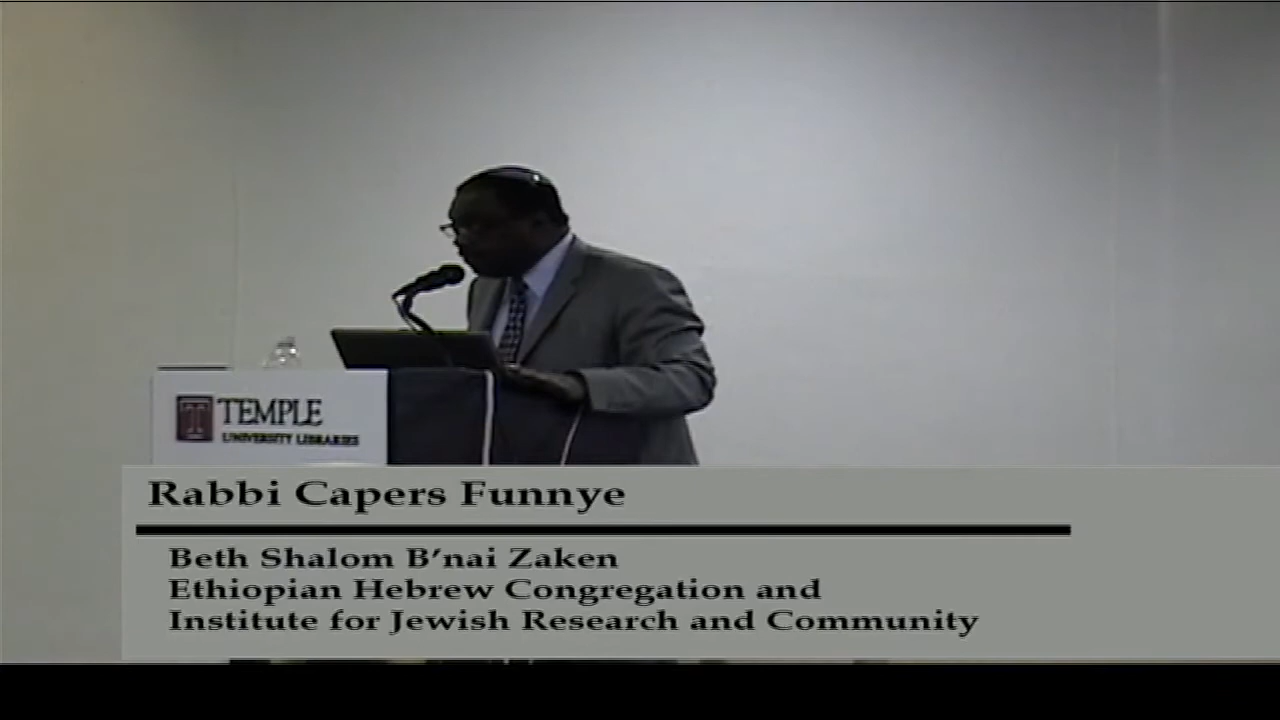 TEMPLE
UNIVERSITY LIBRARIES
Rabbi Capers Funnye
Beth Shalom B'nai Zaken
Ethiopian Hebrew Congregation and
Institute for Jewish Research and Community